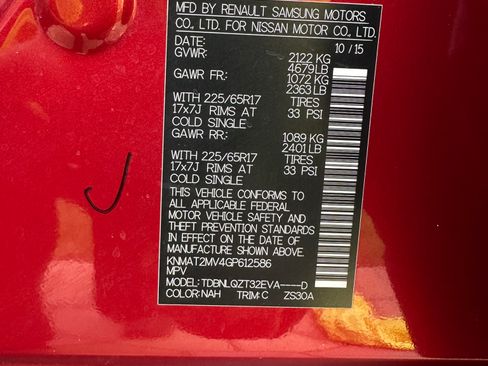 MFD BY RENAULT SAMSUNG MOTORS
CO., LTD. FOR NISSAN MOTOR CO., LTD.
DATE: 10 / 15
GVWR: 2122 KG
4679 LB
GAWR FR: 1072 KG
2363 LB
WITH 225/65R17 TIRES
17x7J RIMS AT 33 PSI
COLD SINGLE
GAWR RR: 1089 KG
2401 LB
WITH 225/65R17 TIRES
17x7J RIMS AT 33 PSI
COLD SINGLE
THIS VEHICLE CONFORMS TO
ALL APPLICABLE FEDERAL
MOTOR VEHICLE SAFETY AND
THEFT PREVENTION STANDARDS
IN EFFECT ON THE DATE OF
MANUFACTURE SHOWN ABOVE.
KNMAT2MV4GP612586
MPV
MODEL: TDBNLQZT32EVA----D
COLOR: NAH TRIM: C ZS30A